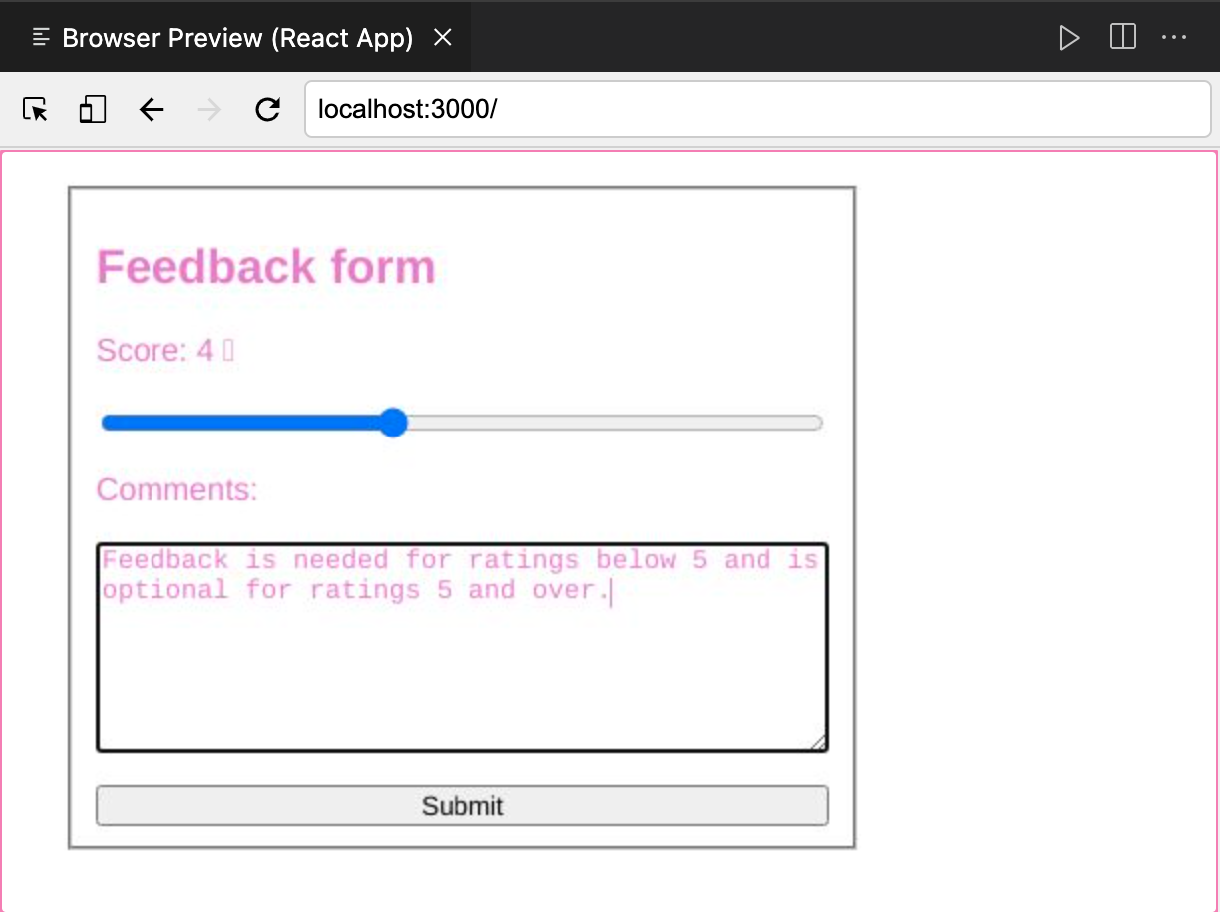 Browser Preview (React App)
localhost:3000/
Feedback form
Score: 4
Comments:
Feedback is needed for ratings below 5 and is
optional for ratings 5 and over.
Submit